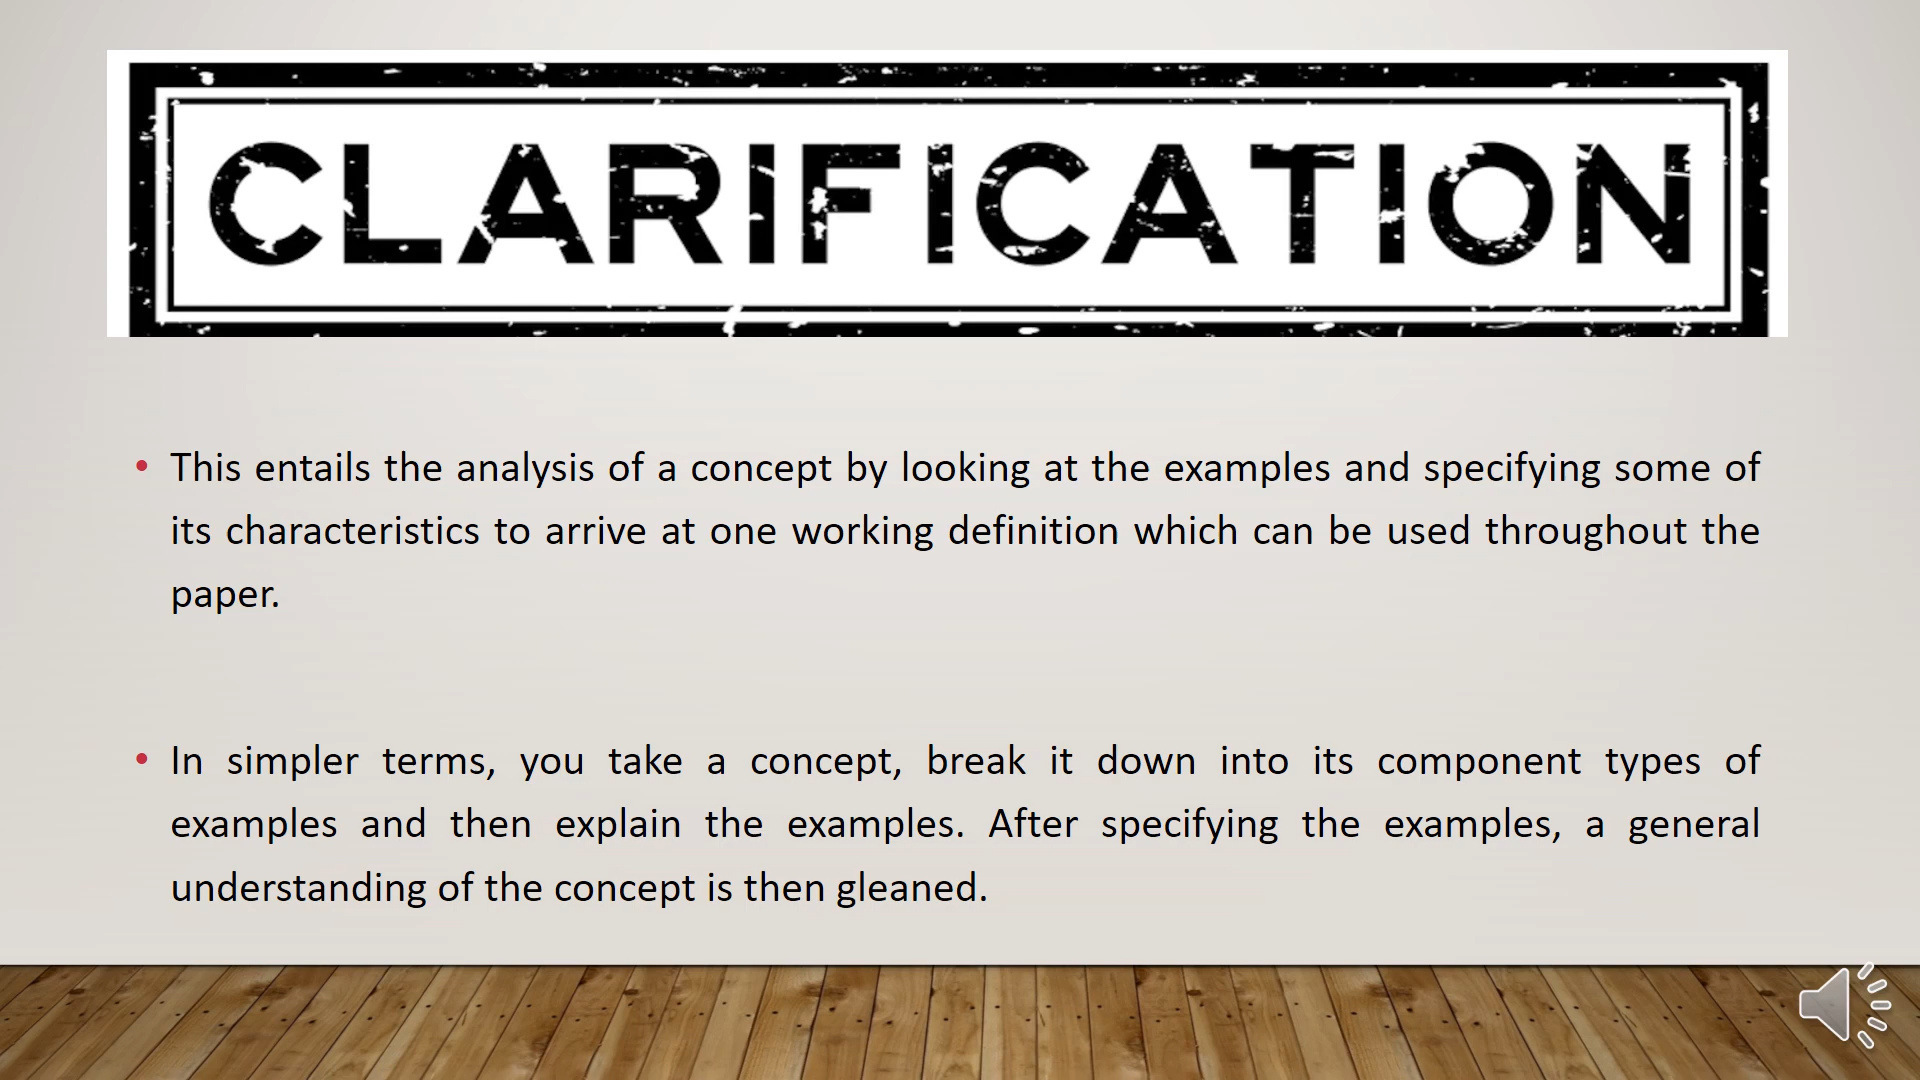 CLARIFICATION
• This entails the analysis of a concept by looking at the examples and specifying some of
its characteristics to arrive at one working definition which can be used throughout the
paper.
• In simpler terms, you take a concept, break it down into its component types of
examples and then explain the examples. After specifying the examples, a general
understanding of the concept is then gleaned.